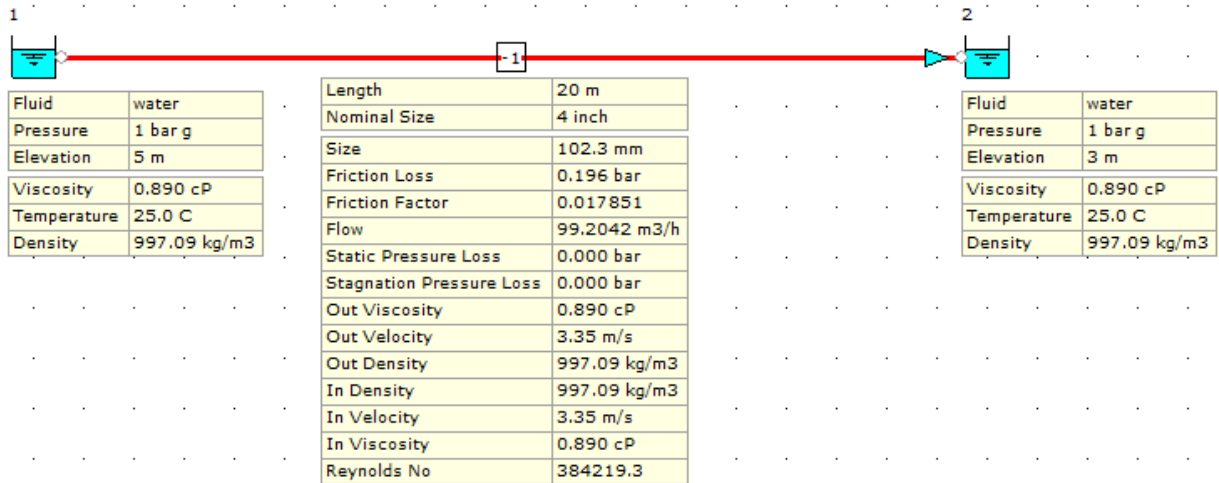 1
2
-1
Fluid water
Pressure 1 bar g
Elevation 5 m
Viscosity 0.890 cP
Temperature 25.0 C
Density 997.09 kg/m3
Length 20 m
Nominal Size 4 inch
Size 102.3 mm
Friction Loss 0.196 bar
Friction Factor 0.017851
Flow 99.2042 m3/h
Static Pressure Loss 0.000 bar
Stagnation Pressure Loss 0.000 bar
Out Viscosity 0.890 cP
Out Velocity 3.35 m/s
Out Density 997.09 kg/m3
In Density 997.09 kg/m3
In Velocity 3.35 m/s
In Viscosity 0.890 cP
Reynolds No 384219.3
Fluid water
Pressure 1 bar g
Elevation 3 m
Viscosity 0.890 cP
Temperature 25.0 C
Density 997.09 kg/m3